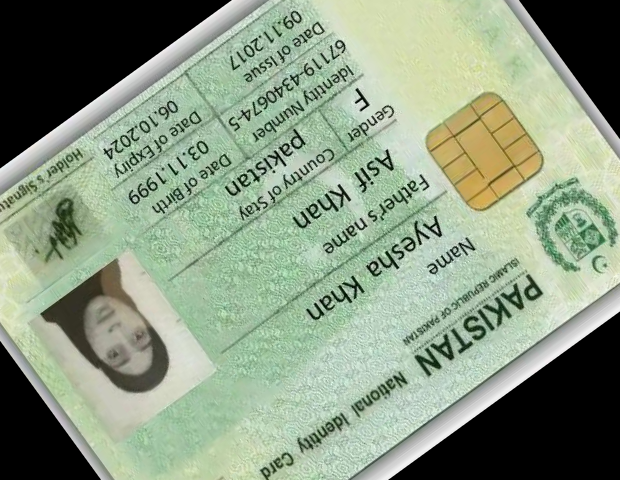 PAKISTAN National Identity Card
ISLAMIC REPUBLIC OF PAKISTAN
Name
Ayesha Khan
Father's name
Asif Khan
Gender
F
Country of Stay
pakistan
Identity Number
67119-4340674-5
Date of Birth
03.11.1999
Date of Issue
09.11.2017
Date of Expiry
06.10.2024
Holder's Signatu